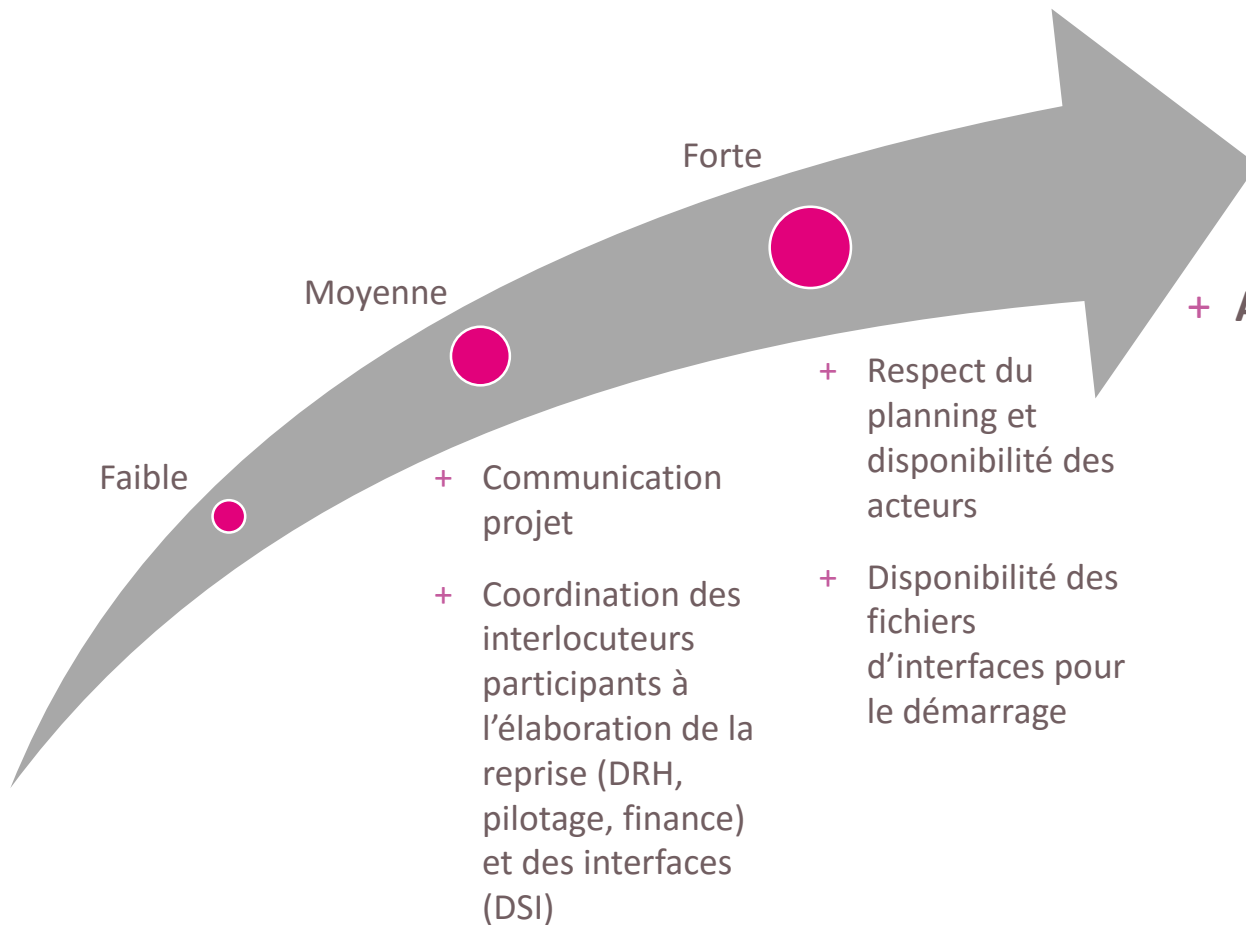 Forte
Moyenne
Faible
+ Communication
projet
+ Coordination des
interlocuteurs
participants à
l’élaboration de la
reprise (DRH,
pilotage, finance)
et des interfaces
(DSI)
+ Respect du
planning et
disponibilité des
acteurs
+ Disponibilité des
fichiers
d’interfaces pour
le démarrage
+